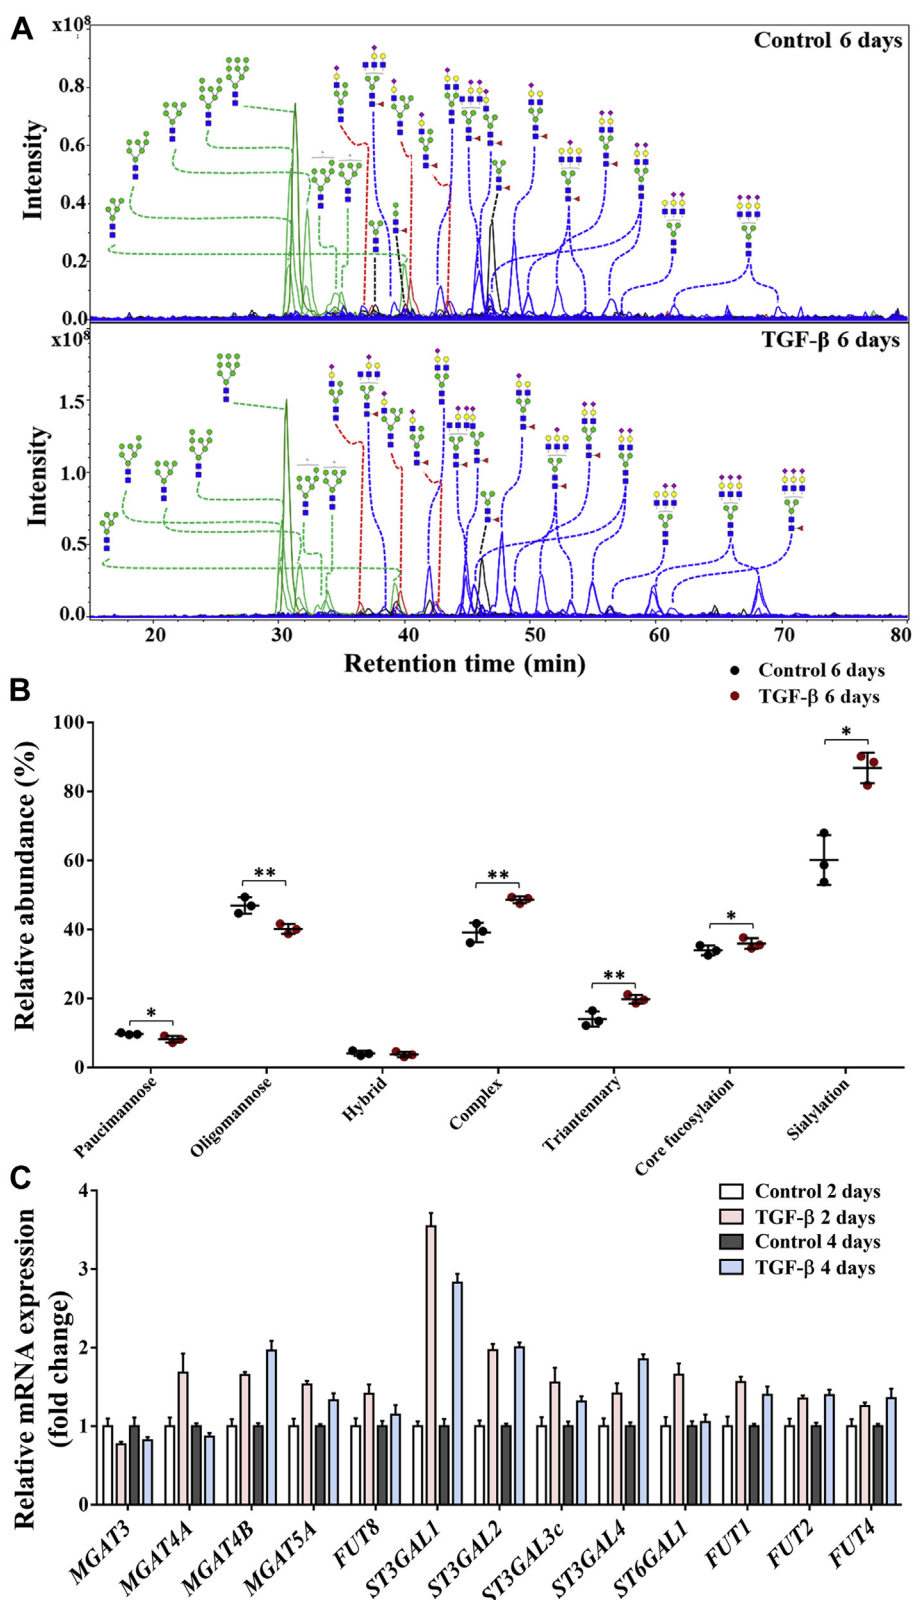 A
x10⁸
Control 6 days
0.8
0.6
0.4
0.2
0.0
Intensity
x10⁸
TGF-β 6 days
1.5
1.0
0.5
0.0
Intensity
20 30 40 50 60 70 80
Retention time (min)
B
Control 6 days
TGF-β 6 days
100
80
60
40
20
0
Relative abundance (%)
*
**
**
**
*
*
Paucimannose
Oligomannose
Hybrid
Complex
Triantennary
Core fucosylation
Sialylation
C
Control 2 days
TGF-β 2 days
Control 4 days
TGF-β 4 days
4
3
2
1
0
Relative mRNA expression
(fold change)
MGAT3
MGAT4A
MGAT4B
MGAT5A
FUT8
ST3GAL1
ST3GAL2
ST3GAL3c
ST3GAL4
ST6GAL1
FUT1
FUT2
FUT4